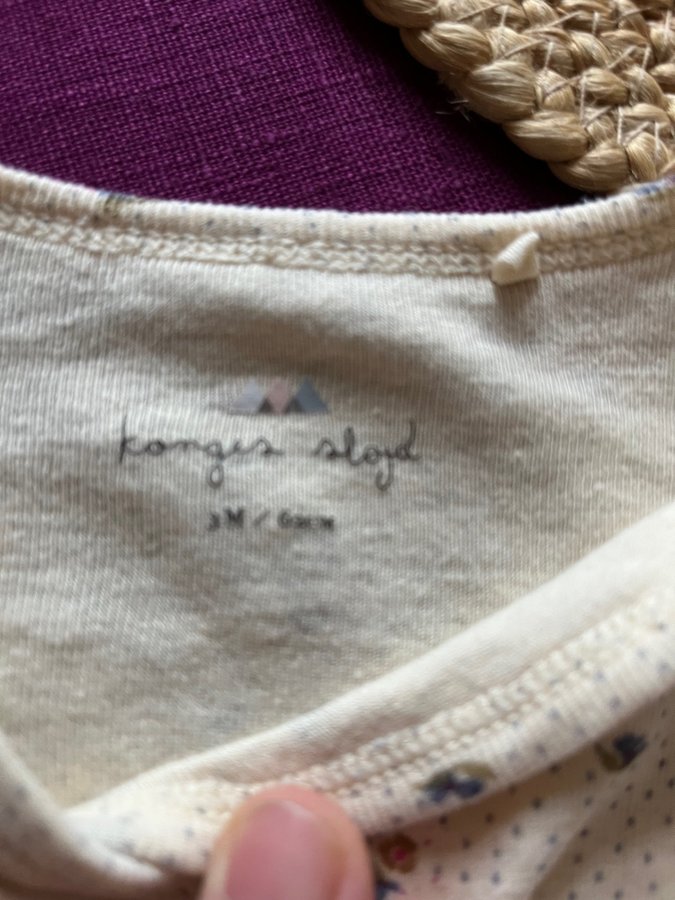 konges sløjd
3M / 62CM